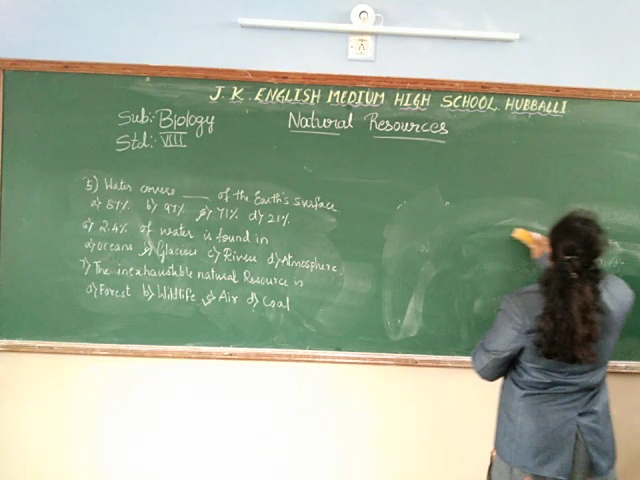 J. K. ENGLISH MEDIUM HIGH SCHOOL HUBBALLI
Sub:- Biology
Natural Resources
Std:- VIII
5) Water covers ___ of the Earth's surface.
a) 87% b) 97% c) 71% d) 21%
6) 2.4% of water is found in
a) Oceans b) Glaciers c) Rivers d) Atmosphere.
7) The inexhaustible natural Resource is
a) Forest b) Wildlife c) Air d) Coal